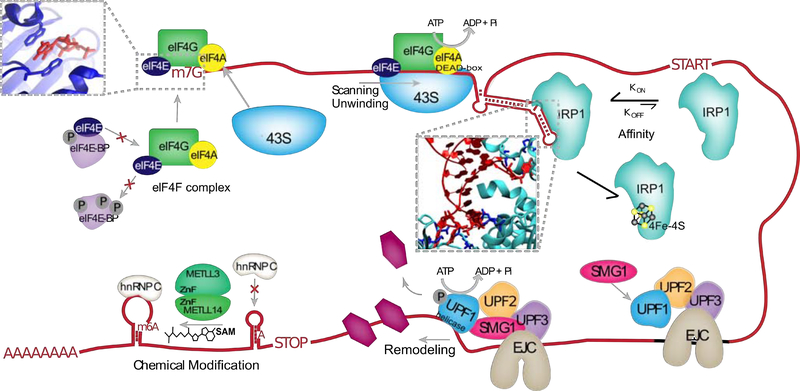 eIF4G
eIF4E
eIF4A
m7G
ATP
ADP + Pi
eIF4G
eIF4E
eIF4A
DEAD-box
43S
Scanning
Unwinding
43S
START
IRP1
K ON
K OFF
Affinity
IRP1
IRP1
4Fe-4S
eIF4E
P
eIF4E-BP
eIF4G
eIF4E
eIF4A
eIF4F complex
P
P
P
eIF4E-BP
hnRNPC
METLL3
ZnF
ZnF
METLL14
hnRNPC
m6A
SAM
A
AAAAAAAA
Chemical Modification
STOP
ATP
ADP + Pi
P
UPF1
helicase
UPF2
SMG1
UPF3
EJC
Remodeling
SMG1
UPF2
UPF1
UPF3
EJC